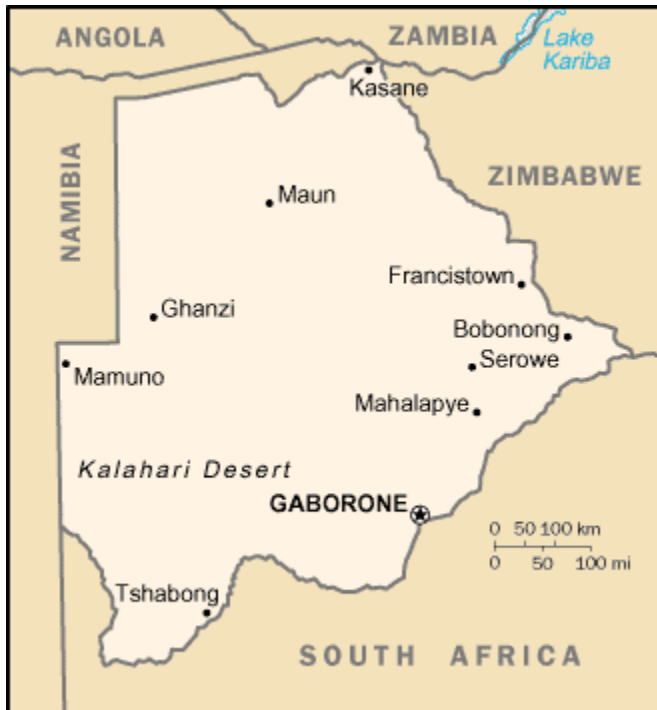 ANGOLA
ZAMBIA
Lake
Kariba
Kasane
NAMIBIA
ZIMBABWE
Maun
Francistown
Ghanzi
Bobonong
Serowe
Mamuno
Mahalapye
Kalahari Desert
GABORONE
0 50 100 km
0 50 100 mi
Tshabong
SOUTH AFRICA